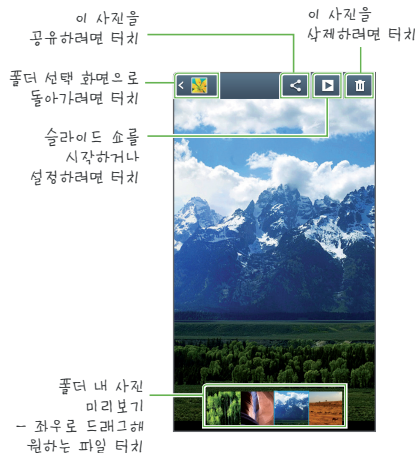 이 사진을
공유하려면 터치
이 사진을
삭제하려면 터치
폴더 선택 화면으로
돌아가려면 터치
슬라이드 쇼를
시작하거나
설정하려면 터치
폴더 내 사진
미리보기
- 좌우로 드래그해
원하는 파일 터치